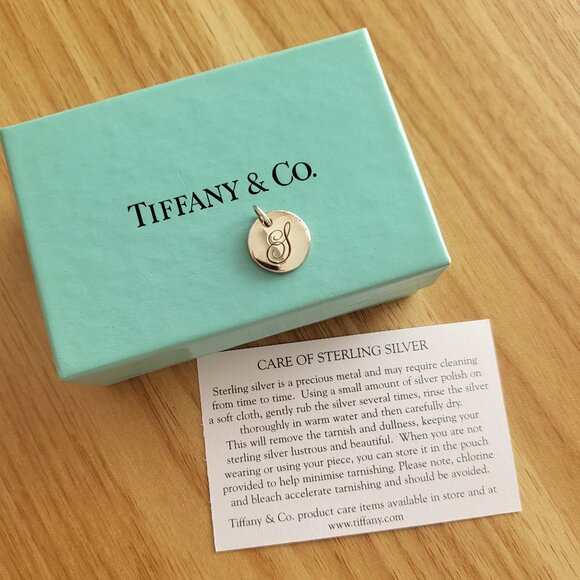 TIFFANY & CO.
S
CARE OF STERLING SILVER
Sterling silver is a precious metal and may require cleaning
from time to time. Using a small amount of silver polish on
a soft cloth, gently rub the silver several times, rinse the silver
thoroughly in warm water and then carefully dry.
This will remove the tarnish and dullness, keeping your
sterling silver lustrous and beautiful. When you are not
wearing or using your piece, you can store it in the pouch
provided to help minimise tarnishing. Please note, chlorine
and bleach accelerate tarnishing and should be avoided.
Tiffany & Co. product care items available in store and at
www.tiffany.com